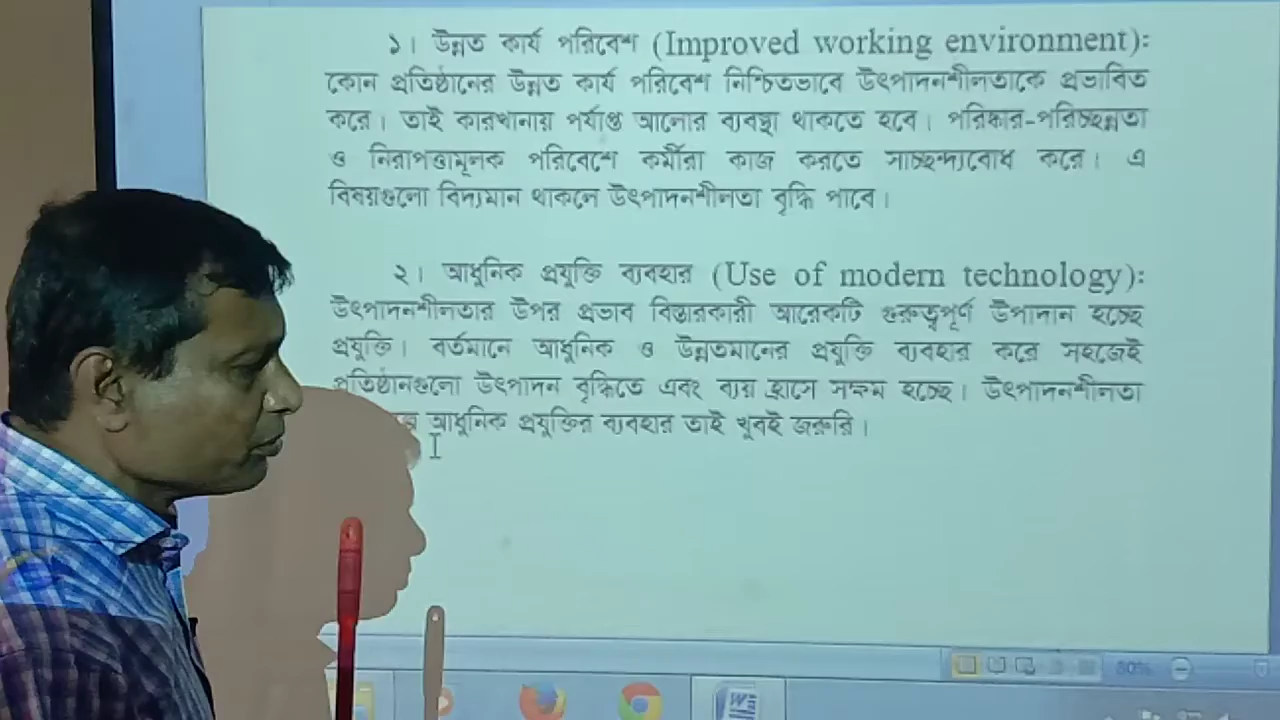 ১। উন্নত কার্য পরিবেশ (Improved working environment):
কোন প্রতিষ্ঠানের উন্নত কার্য পরিবেশ নিশ্চিতভাবে উৎপাদনশীলতাকে প্রভাবিত
করে। তাই কারখানায় পর্যাপ্ত আলোর ব্যবস্থা থাকতে হবে। পরিষ্কার-পরিচ্ছন্নতা
ও নিরাপত্তামূলক পরিবেশে কর্মীরা কাজ করতে সাচ্ছন্দ্যবোধ করে। এ
বিষয়গুলো বিদ্যমান থাকলে উৎপাদনশীলতা বৃদ্ধি পাবে।
২। আধুনিক প্রযুক্তি ব্যবহার (Use of modern technology):
উৎপাদনশীলতার উপর প্রভাব বিস্তারকারী আরেকটি গুরুত্বপূর্ণ উপাদান হচ্ছে
প্রযুক্তি। বর্তমানে আধুনিক ও উন্নতমানের প্রযুক্তি ব্যবহার করে সহজেই
প্রতিষ্ঠানগুলো উৎপাদন বৃদ্ধিতে এবং ব্যয় হ্রাসে সক্ষম হচ্ছে। উৎপাদনশীলতা
আধুনিক প্রযুক্তির ব্যবহার তাই খুবই জরুরি।
80%